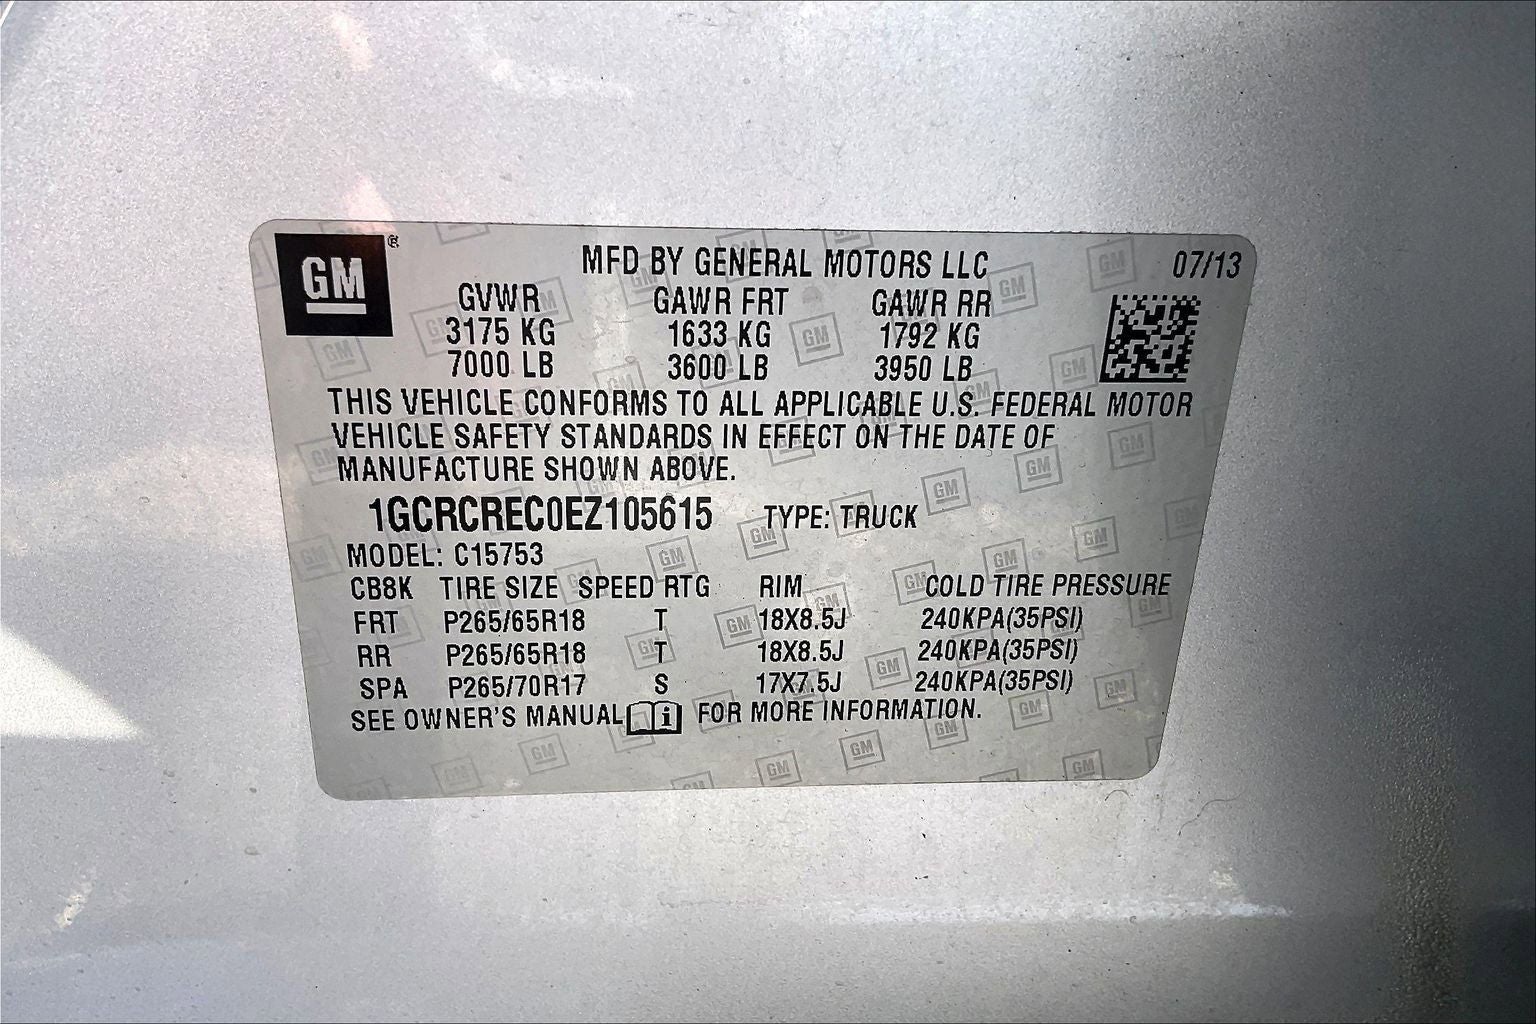 GM®
MFD BY GENERAL MOTORS LLC 07/13
GVWR GAWR FRT GAWR RR
3175 KG 1633 KG 1792 KG
7000 LB 3600 LB 3950 LB
THIS VEHICLE CONFORMS TO ALL APPLICABLE U.S. FEDERAL MOTOR
VEHICLE SAFETY STANDARDS IN EFFECT ON THE DATE OF
MANUFACTURE SHOWN ABOVE.
1GCRCREC0EZ105615 TYPE: TRUCK
MODEL: C15753
CB8K TIRE SIZE SPEED RTG RIM COLD TIRE PRESSURE
FRT P265/65R18 T 18X8.5J 240KPA(35PSI)
RR P265/65R18 T 18X8.5J 240KPA(35PSI)
SPA P265/70R17 S 17X7.5J 240KPA(35PSI)
SEE OWNER'S MANUAL i FOR MORE INFORMATION.